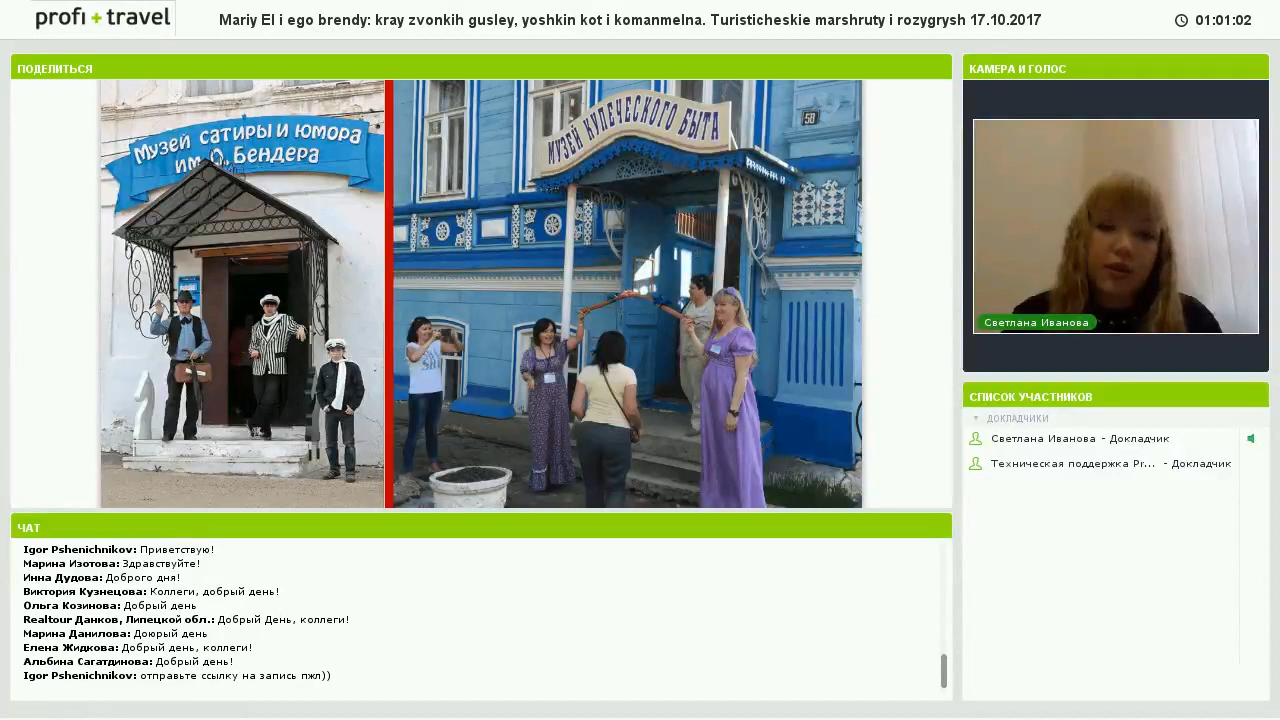 profi + travel
Mariy El i ego brendy: kray zvonkih gusley, yoshkin kot i komanmelna. Turisticheskie marshruty i rozygrysh 17.10.2017
01:01:02
ПОДЕЛИТЬСЯ
Музей сатиры и юмора
им. О. Бендера
МУЗЕЙ КУПЕЧЕСКОГО БЫТА
58
КАМЕРА И ГОЛОС
Светлана Иванова
СПИСОК УЧАСТНИКОВ
ДОКЛАДЧИКИ
Светлана Иванова - Докладчик
Техническая поддержка Pr... - Докладчик
ЧАТ
Igor Pshenichnikov: Приветствую!
Марина Изотова: Здравствуйте!
Инна Дудова: Доброго дня!
Виктория Кузнецова: Коллеги, добрый день!
Ольга Козинова: Добрый день
Realtour Данков, Липецкой обл.: Добрый День, коллеги!
Марина Данилова: Доюрый день
Елена Жидкова: Добрый день, коллеги!
Альбина Сагатдинова: Добрый день!
Igor Pshenichnikov: отправьте ссылку на запись пжл))